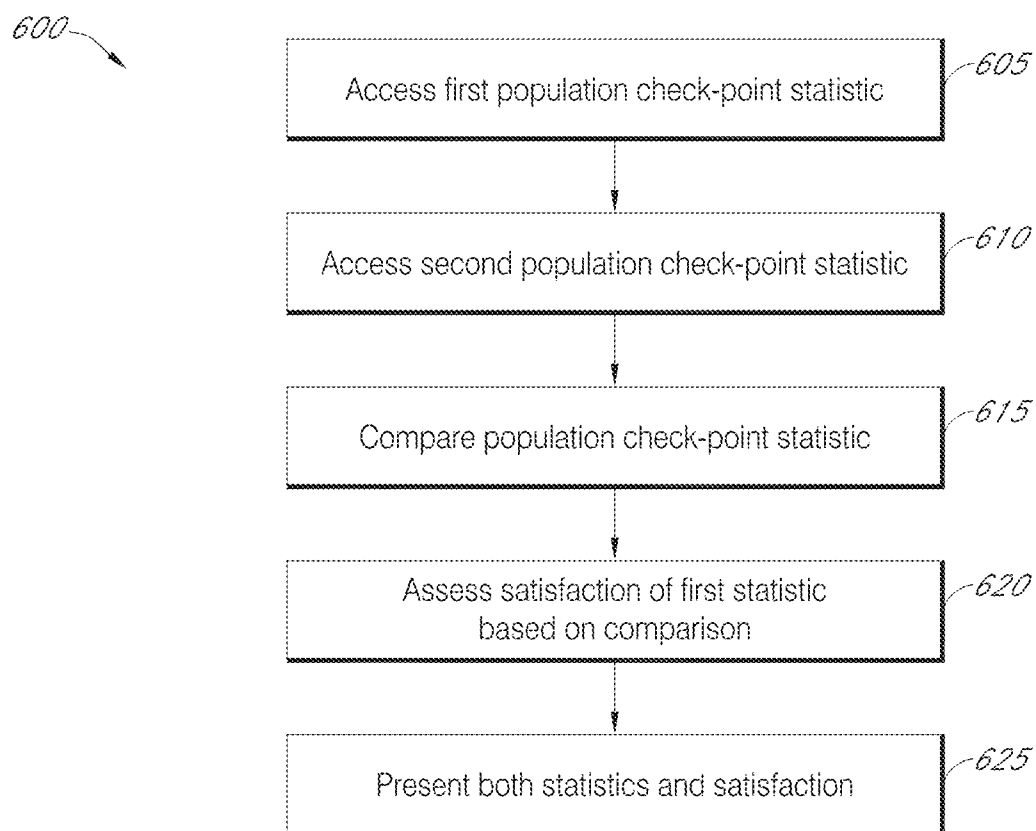 600
Access first population check-point statistic
605
Access second population check-point statistic
610
Compare population check-point statistic
615
Assess satisfaction of first statistic
based on comparison
620
Present both statistics and satisfaction
625